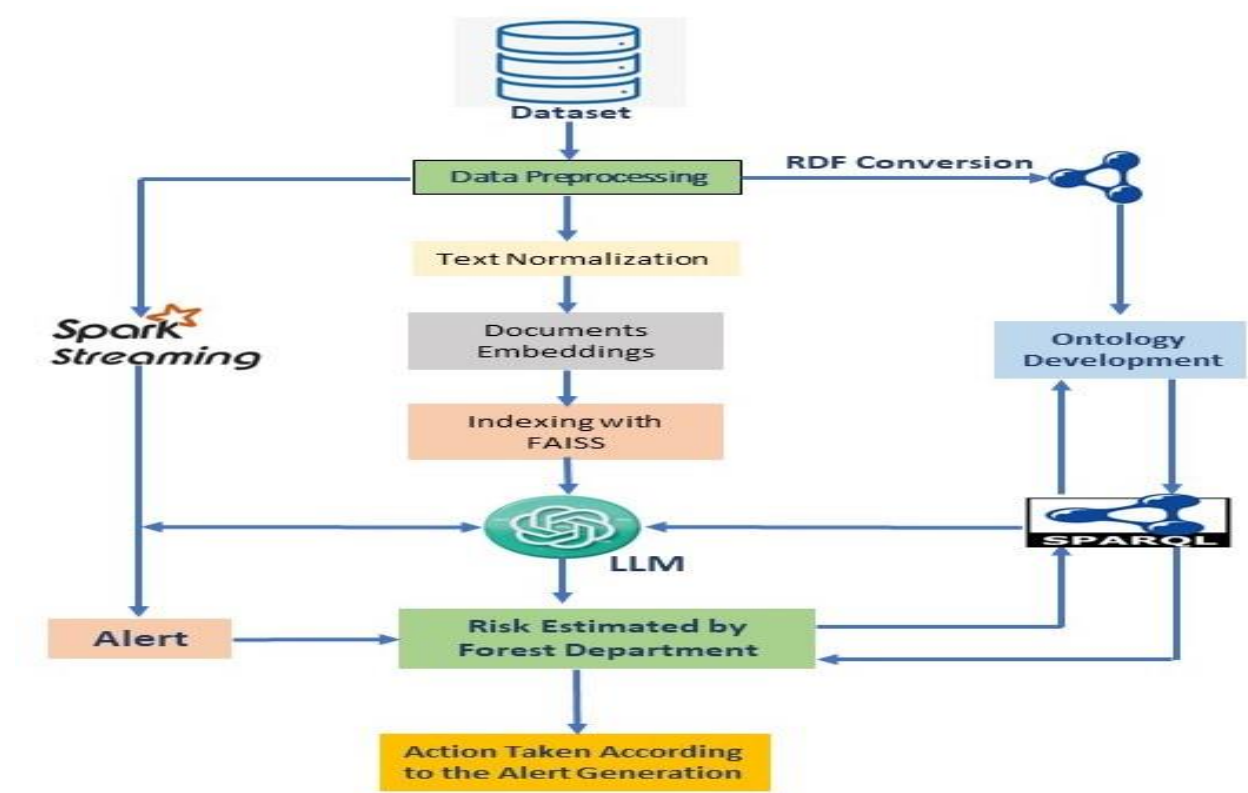 Dataset
Data Preprocessing
RDF Conversion
Text Normalization
Spark
Streaming
Documents
Embeddings
Ontology
Development
Indexing with
FAISS
SPARQL
LLM
Alert
Risk Estimated by
Forest Department
Action Taken According
to the Alert Generation